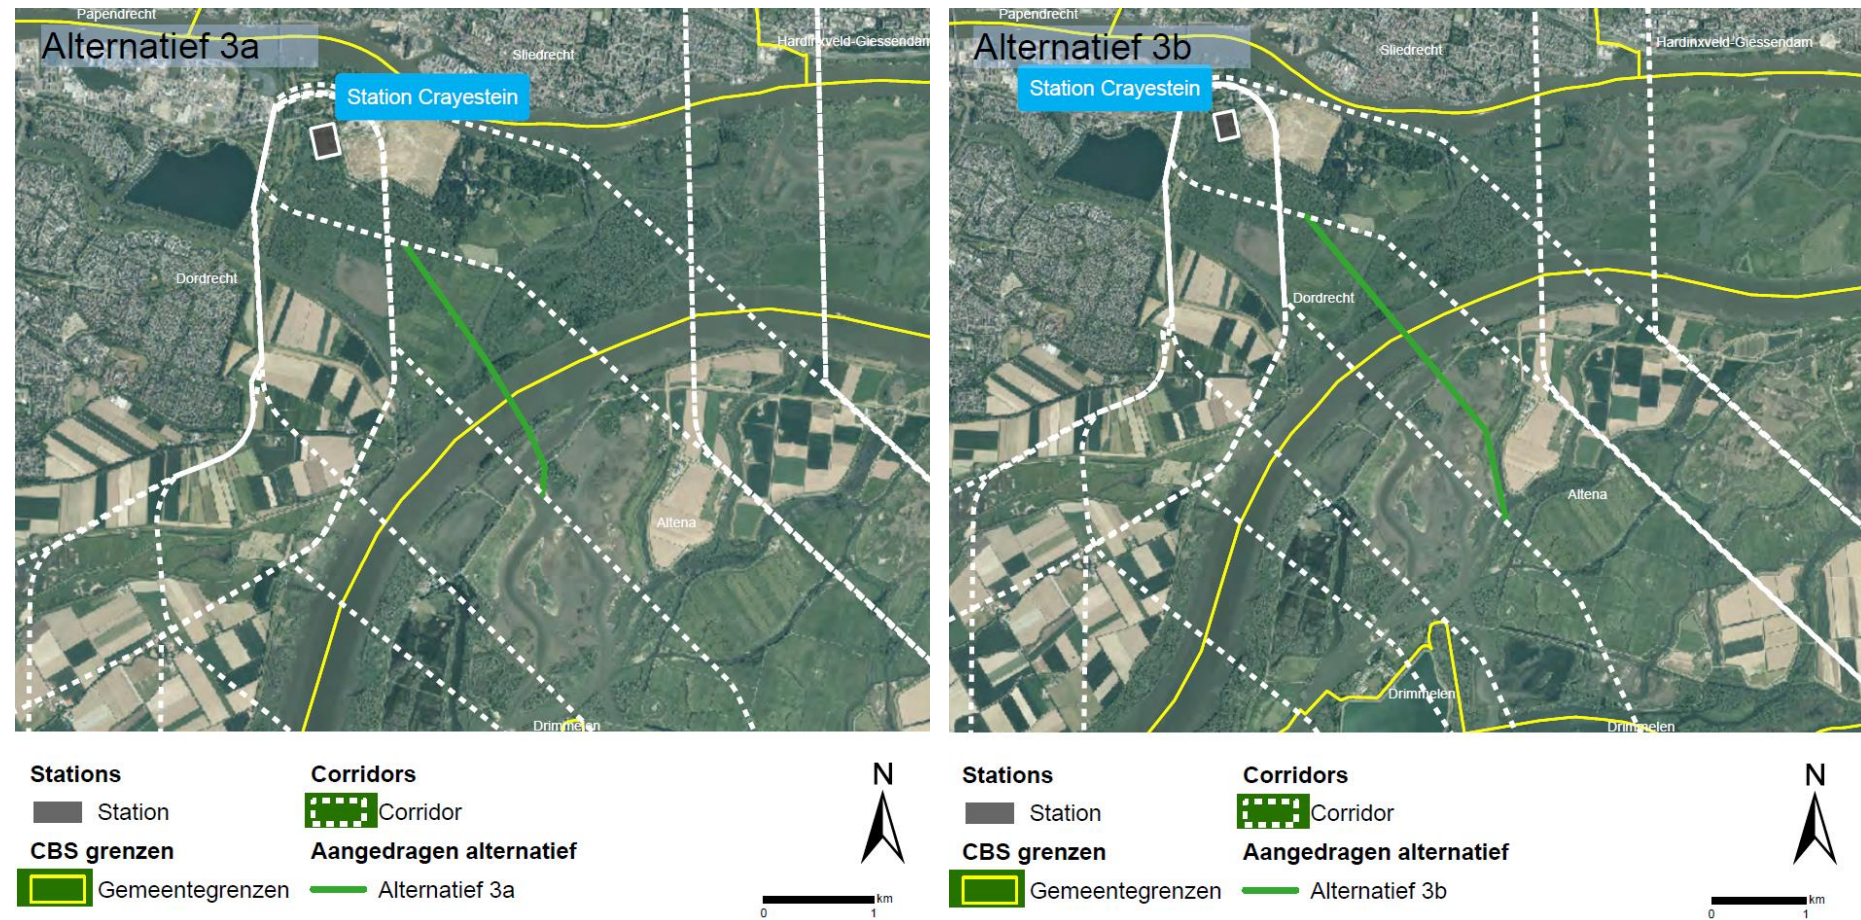 Papendrecht
Alternatief 3a
Sliedrecht
Hardinxveld-Giessendam
Station Crayestein
Dordrecht
Altena
Drimmelen
Stations
Corridors
N
Station
Corridor
CBS grenzen
Aangedragen alternatief
Gemeentegrenzen
Alternatief 3a
km
0 1
Papendrecht
Alternatief 3b
Sliedrecht
Hardinxveld-Giessendam
Station Crayestein
Dordrecht
Altena
Drimmelen
Drimmelen
Stations
Corridors
N
Station
Corridor
CBS grenzen
Aangedragen alternatief
Gemeentegrenzen
Alternatief 3b
km
0 1